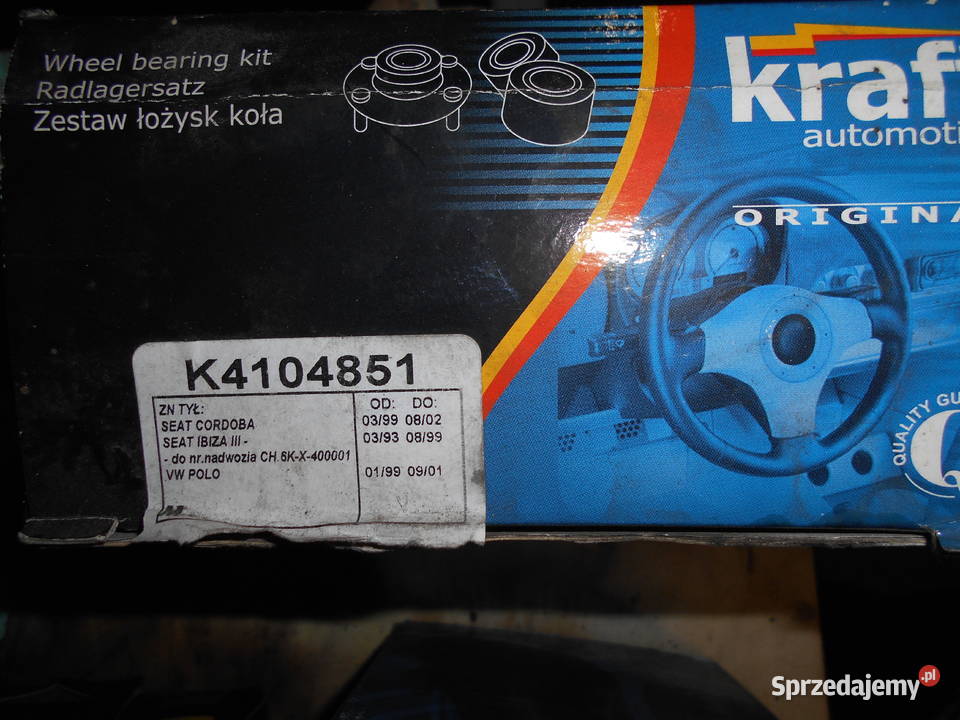 Wheel bearing kit
Radlagersatz
Zestaw łożysk koła
kraft
automoti
ORIGINA
QUALITY GU
K4104851
ZN TYŁ: OD: DO:
SEAT CORDOBA 03/99 08/02
SEAT IBIZA III - 03/93 08/99
- do nr.nadwozia CH 6K-X-400001
VW POLO 01/99 09/01
Sprzedajemy.pl